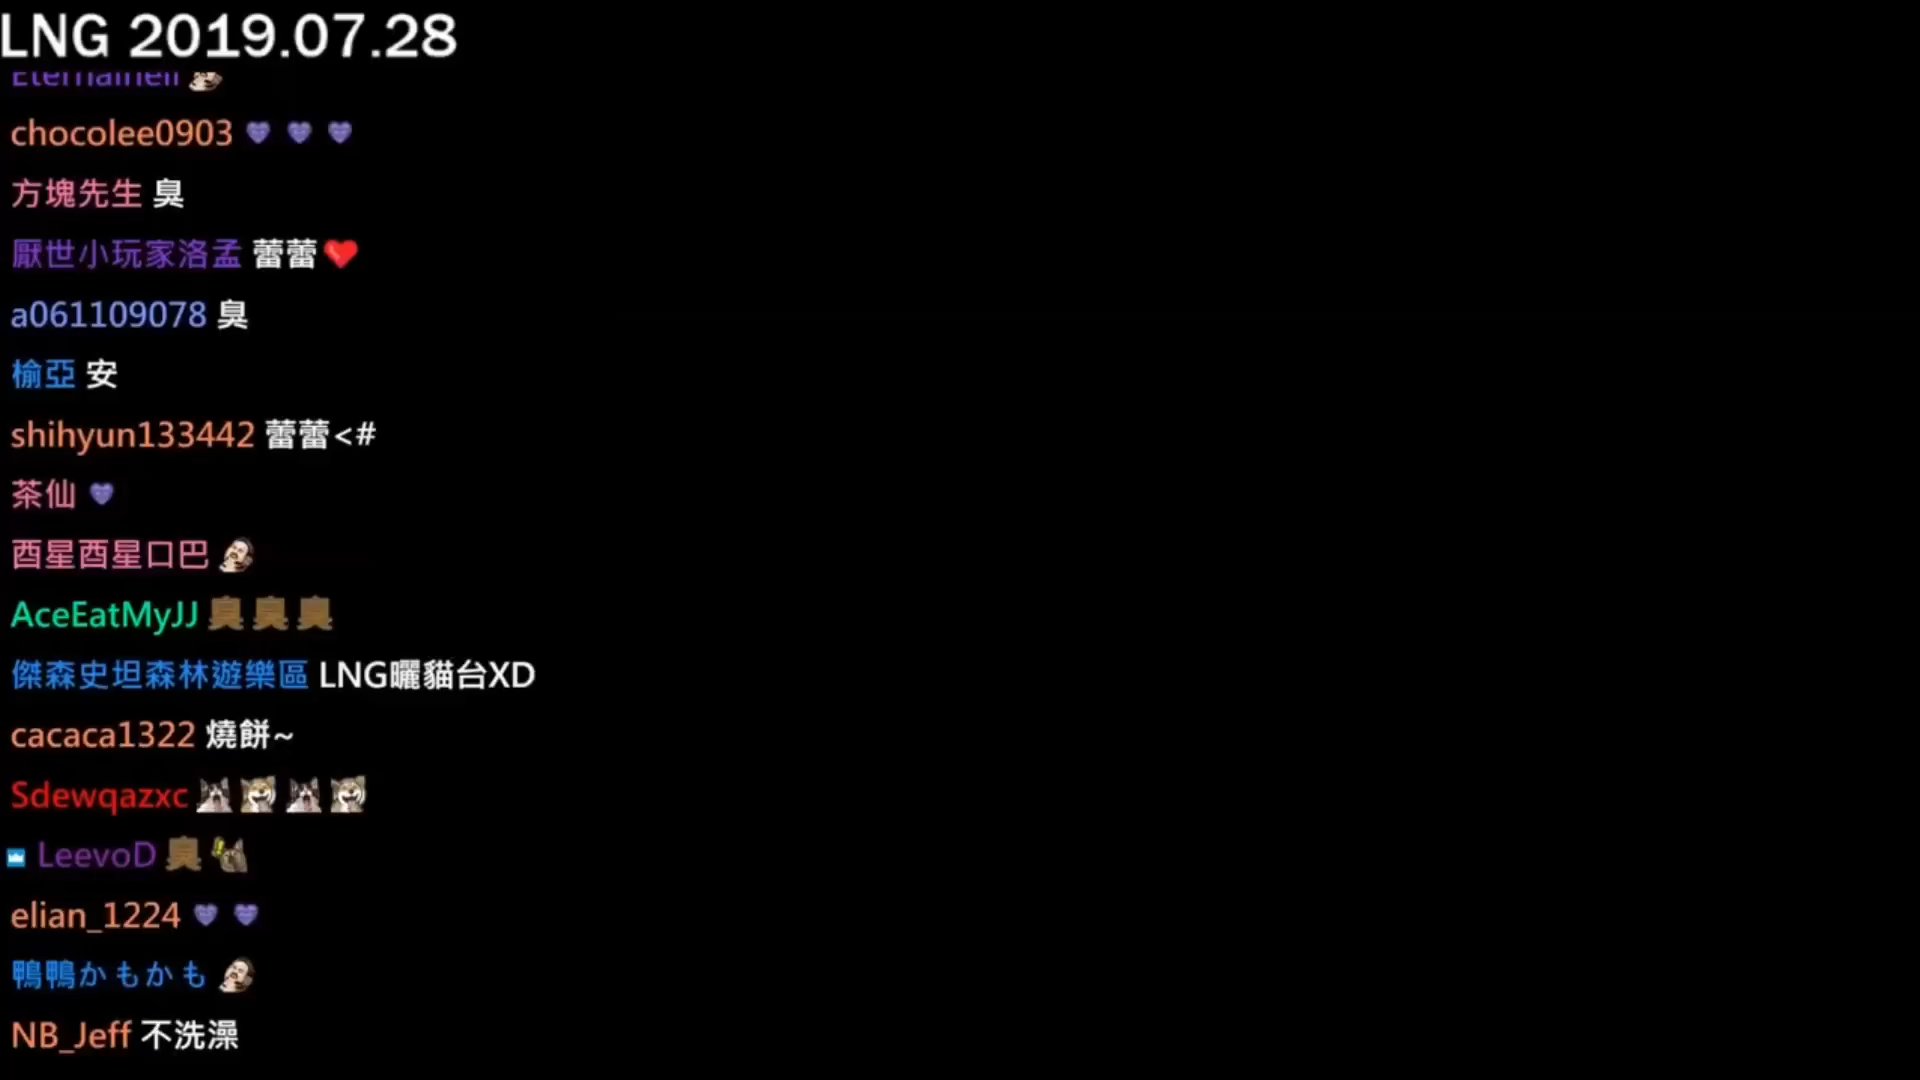 LNG 2019.07.28
chocolee0903
方塊先生 臭
厭世小玩家洛孟 蕾蕾❤
a061109078 臭
榆亞 安
shihyun133442 蕾蕾<#
茶仙
酉星酉星口巴
AceEatMyJJ 臭 臭 臭
傑森史坦森林遊樂區 LNG曬貓台XD
cacaca1322 燒餅~
Sdewqazxc
LeevoD 臭
elian_1224
鴨鴨かもかも
NB_Jeff 不洗澡